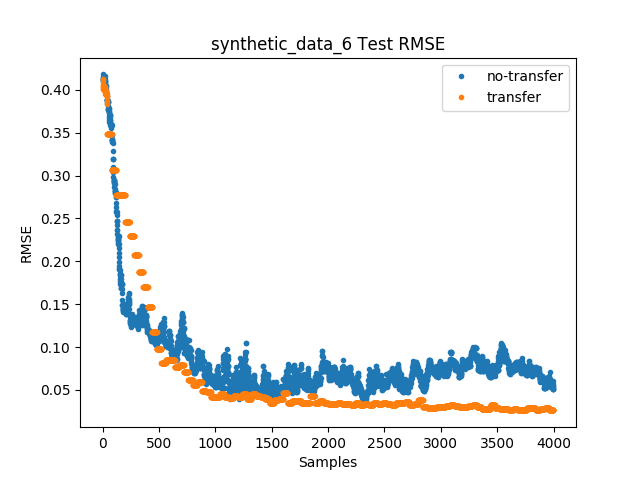 synthetic_data_6 Test RMSE
no-transfer
transfer
0.40
0.35
0.30
0.25
0.20
0.15
0.10
0.05
RMSE
0 500 1000 1500 2000 2500 3000 3500 4000
Samples